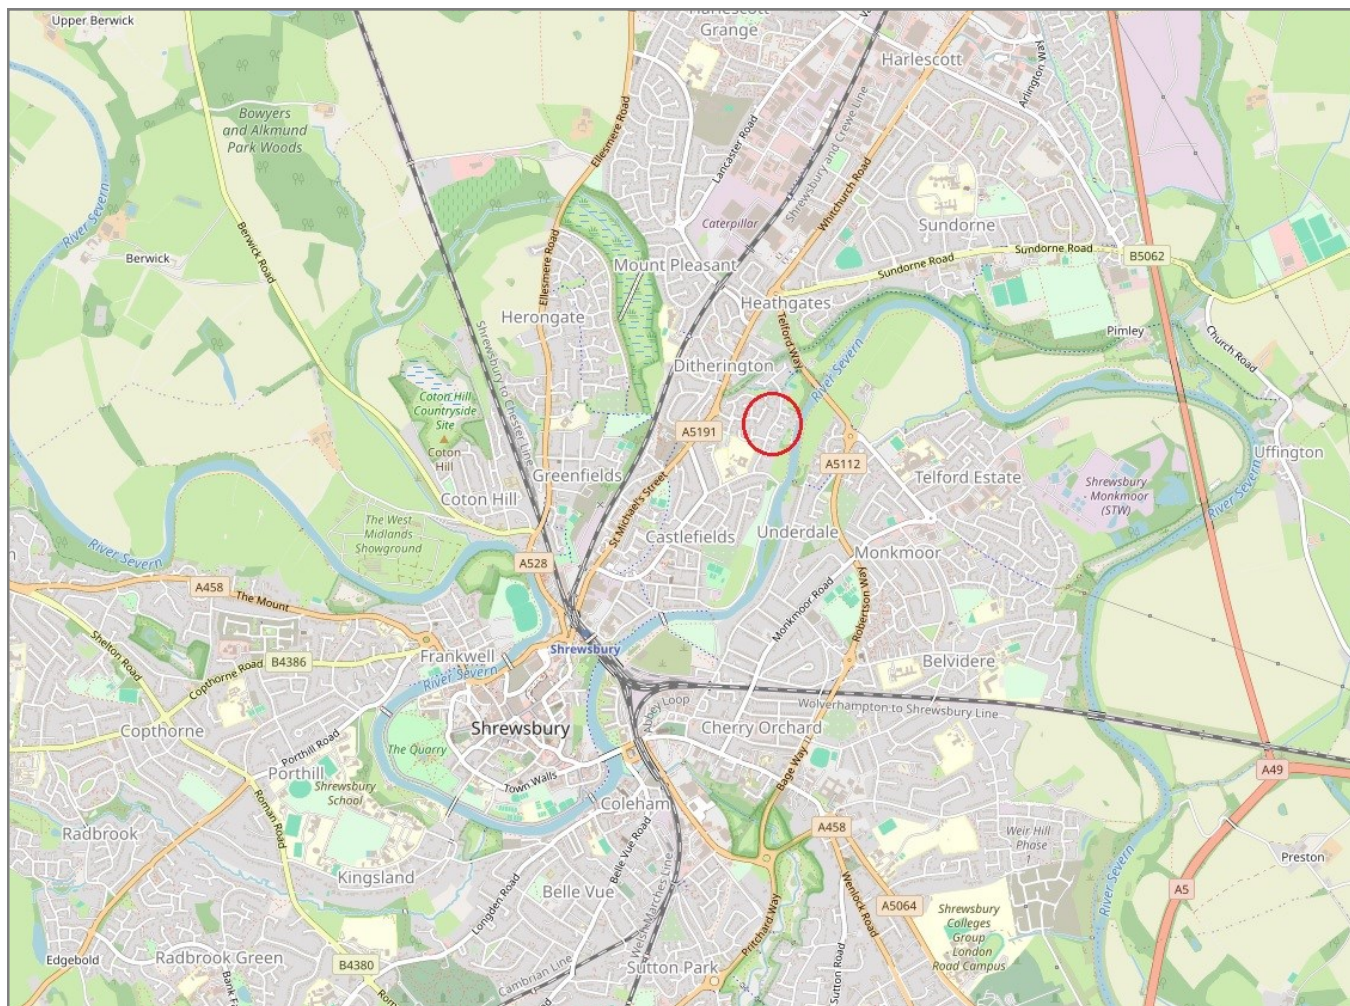 Upper Berwick
Harlescott
Grange
Harlescott
Arlington Way
Bowyers
and Alkmund
Park Woods
Ellesmere Road
Lancaster Road
Shrewsbury and Crewe Line
Whitchurch Road
River Severn
Caterpillar
Sundorne
Berwick Road
Berwick
Ellesmere Road
Mount Pleasant
Sundorne Road
Sundorne Road
B5062
Herongate
Heathgates
Telford Way
Pimley
Church Road
Shrewsbury to Chester Line
Ditherington
River Severn
Coton Hill
Countryside
Site
Coton
Hill
A5191
Uffington
Greenfields
A5112
Telford Estate
Shrewsbury
- Monkmoor
(STW)
River Severn
Coton Hill
St Michael's Street
The West
Midlands
Showground
Castlefields
Underdale
Monkmoor
River Severn
A528
A458
The Mount
Monkmoor Road
Robertson Way
Shelton Road
Copthorne Road
B4386
Frankwell
River Severn
Shrewsbury
Belvidere
Abbey Loop
Wolverhampton to Shrewsbury Line
Copthorne
Shrewsbury
Cherry Orchard
The Quarry
Porthill Road
Town Walls
Bage Way
A49
Porthill
Shrewsbury
School
Roman Road
Coleham
Radbrook
Belle Vue Road
A458
Weir Hill
Phase
1
River Severn
Preston
Kingsland
Belle Vue
Longden Road
Welsh Marches Line
Wenlock Road
A5064
A5
Pritchard Way
Shrewsbury
Colleges
Group
London
Road Campus
Edgebold
Radbrook Green
B4380
Cambrian Line
Sutton Park
Sutton Road